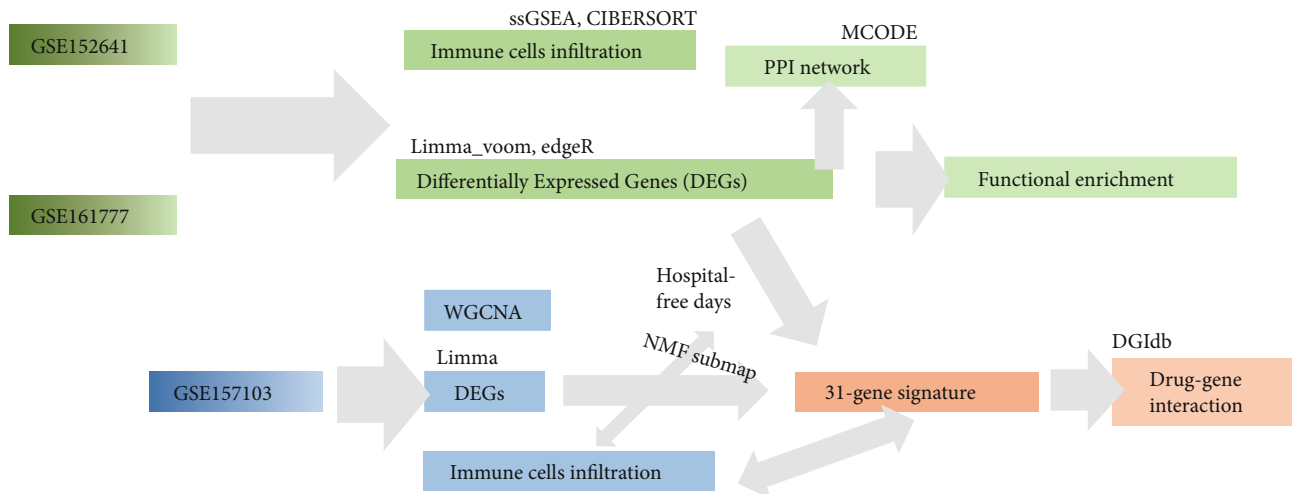 ssGSEA, CIBERSORT
GSE152641
Immune cells infiltration
MCODE
PPI network
Limma_voom, edgeR
Differentially Expressed Genes (DEGs)
Functional enrichment
GSE161777
Hospital-
free days
WGCNA
NMF submap
Limma
DEGs
GSE157103
31-gene signature
DGIdb
Drug-gene
interaction
Immune cells infiltration